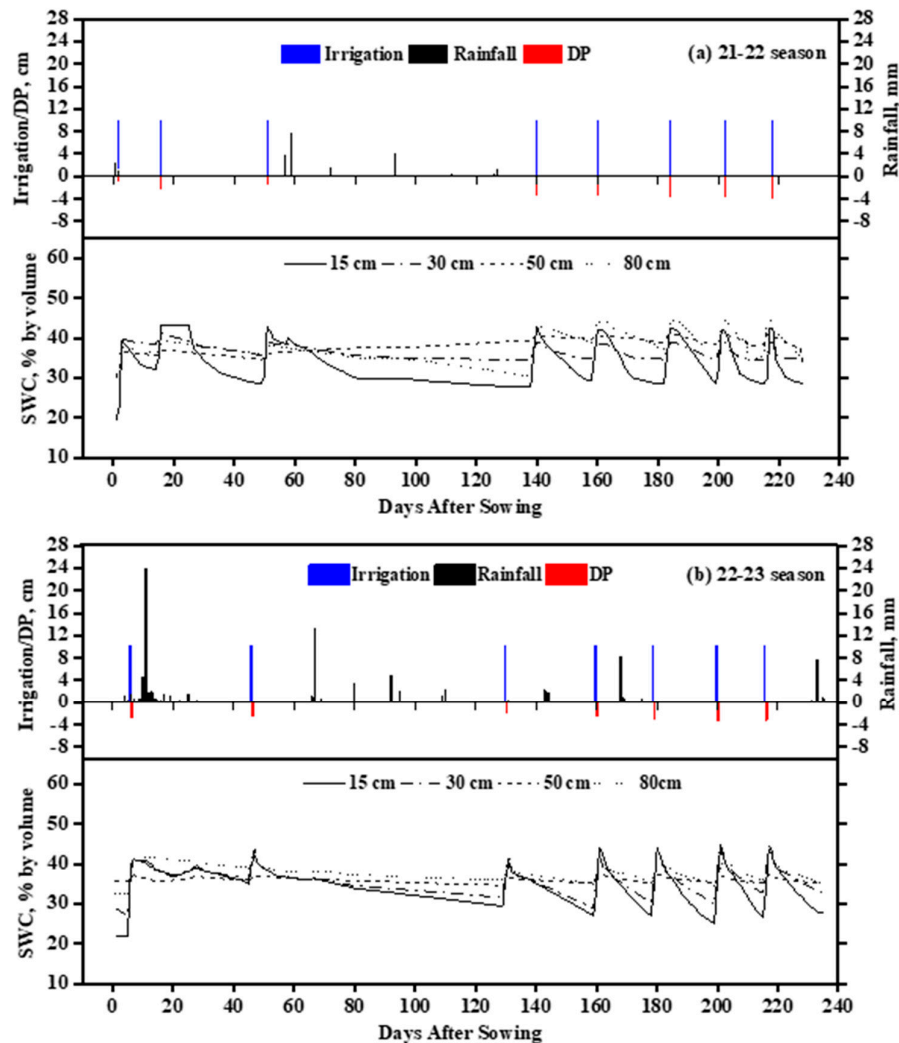 28 28
24 24
Irrigation Rainfall DP (a) 21-22 season
20 20
16 16
12 12
8 8
4 4
0 0
-4 -4
-8 -8
Irrigation/DP, cm
Rainfall, mm
60
15 cm 30 cm 50 cm 80 cm
50
40
30
20
10
SWC, % by volume
0 20 40 60 80 100 120 140 160 180 200 220 240
Days After Sowing
28 28
24 24
Irrigation Rainfall DP (b) 22-23 season
20 20
16 16
12 12
8 8
4 4
0 0
-4 -4
-8 -8
Irrigation/DP, cm
Rainfall, mm
60
15 cm 30 cm 50 cm 80cm
50
40
30
20
10
SWC, % by volume
0 20 40 60 80 100 120 140 160 180 200 220 240
Days After Sowing